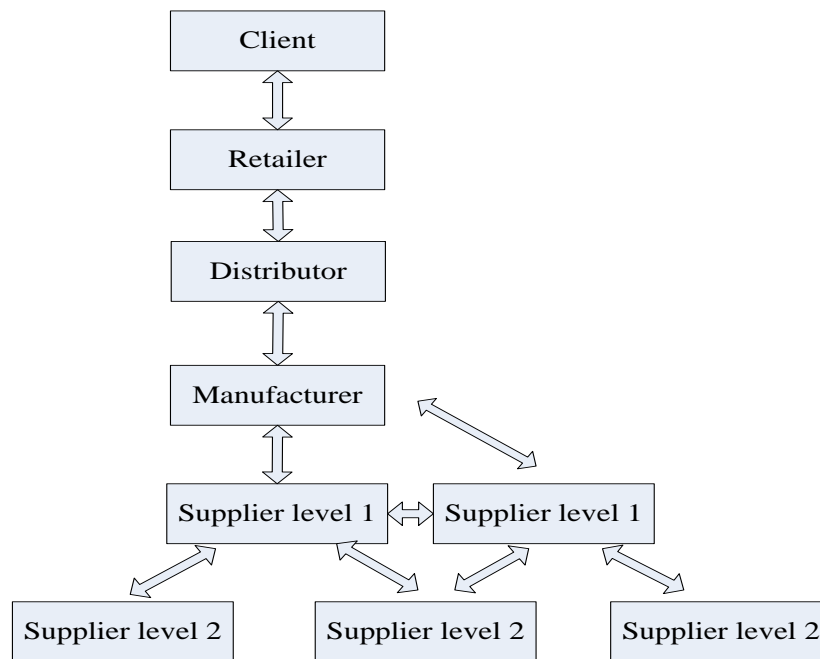 Client
Retailer
Distributor
Manufacturer
Supplier level 1
Supplier level 1
Supplier level 2
Supplier level 2
Supplier level 2